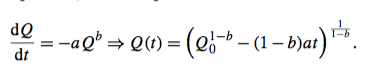 dQ/dt = −aQ^b ⇒ Q(t) = (Q_0^{1−b} − (1 − b)at)^{1/(1−b)}.